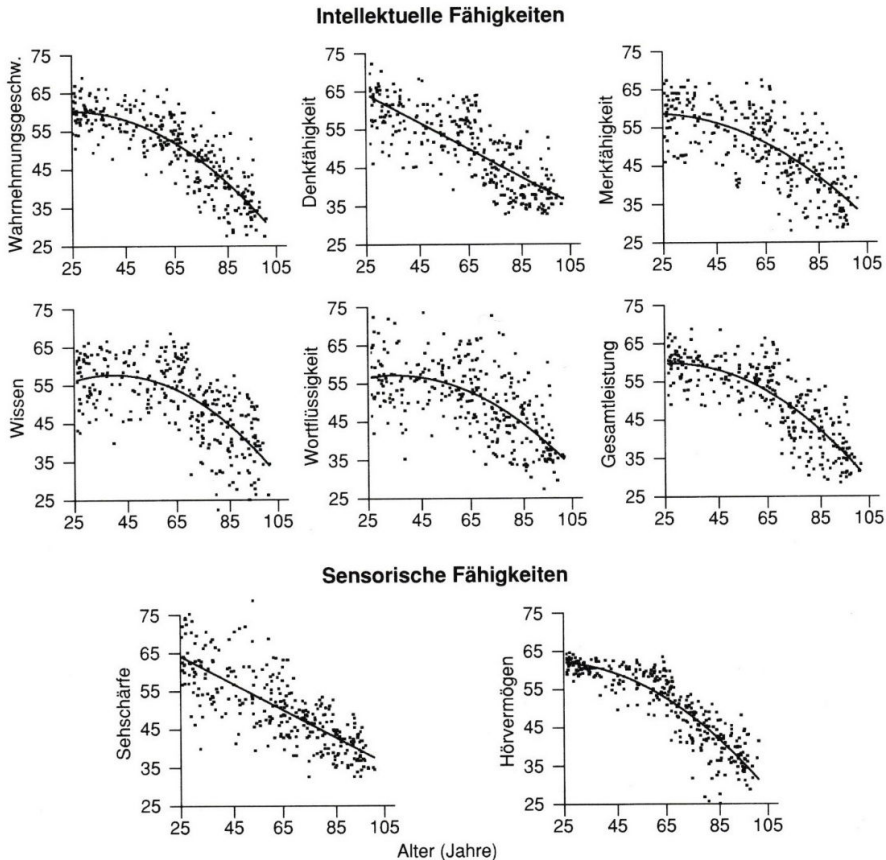 Intellektuelle Fähigkeiten
Wahrnehmungsgeschw.
75
65
55
45
35
25
25 45 65 85 105
Denkfähigkeit
75
65
55
45
35
25
25 45 65 85 105
Merkfähigkeit
75
65
55
45
35
25
25 45 65 85 105
Wissen
75
65
55
45
35
25
25 45 65 85 105
Wortflüssigkeit
75
65
55
45
35
25
25 45 65 85 105
Gesamtleistung
75
65
55
45
35
25
25 45 65 85 105
Sensorische Fähigkeiten
Sehschärfe
75
65
55
45
35
25
25 45 65 85 105
Hörvermögen
75
65
55
45
35
25
25 45 65 85 105
Alter (Jahre)